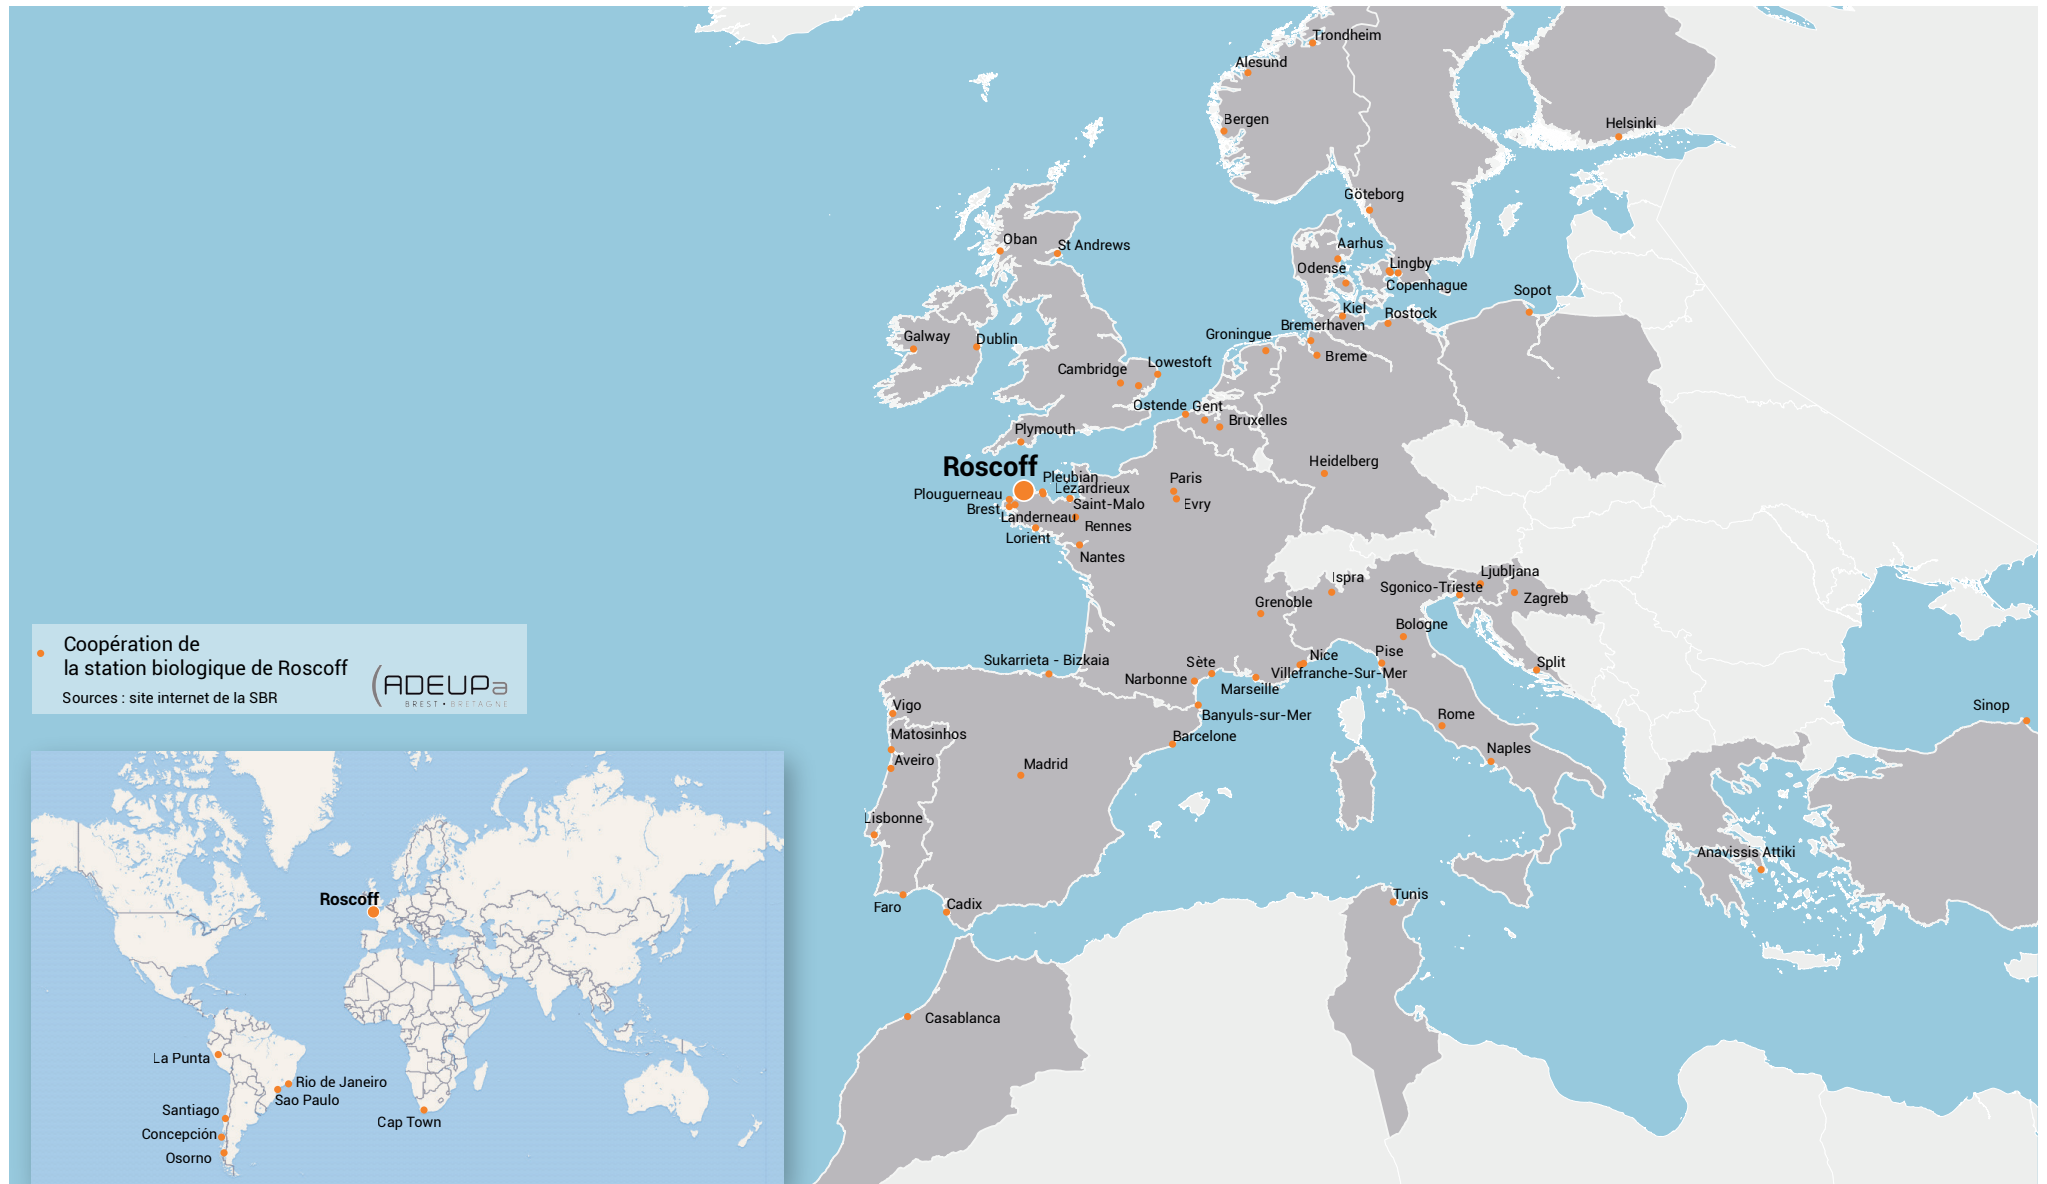 Trondheim
Alesund
Bergen
Helsinki
Göteborg
Oban
St Andrews
Aarhus
Lingby
Odense
Copenhague
Sopot
Kiel
Rostock
Bremerhaven
Groningue
Galway
Dublin
Breme
Lowestoft
Cambridge
Ostende
Gent
Bruxelles
Plymouth
Roscoff
Heidelberg
Pleubian
Paris
Lézardrieux
Plouguerneau
Saint-Malo
Evry
Brest
Landerneau
Rennes
Lorient
Nantes
Ispra
Ljubljana
Sgonico-Trieste
Zagreb
Grenoble
Bologne
Coopération de
la station biologique de Roscoff
Sources : site internet de la SBR
ADEUPa
BREST • BRETAGNE
Sukarrieta - Bizkaia
Sète
Nice
Pise
Split
Narbonne
Villefranche-Sur-Mer
Marseille
Vigo
Banyuls-sur-Mer
Rome
Sinop
Matosinhos
Barcelone
Naples
Aveiro
Madrid
Lisbonne
Anavissis Attiki
Faro
Cadix
Tunis
Casablanca
Roscoff
La Punta
Rio de Janeiro
Sao Paulo
Santiago
Cap Town
Concepción
Osorno